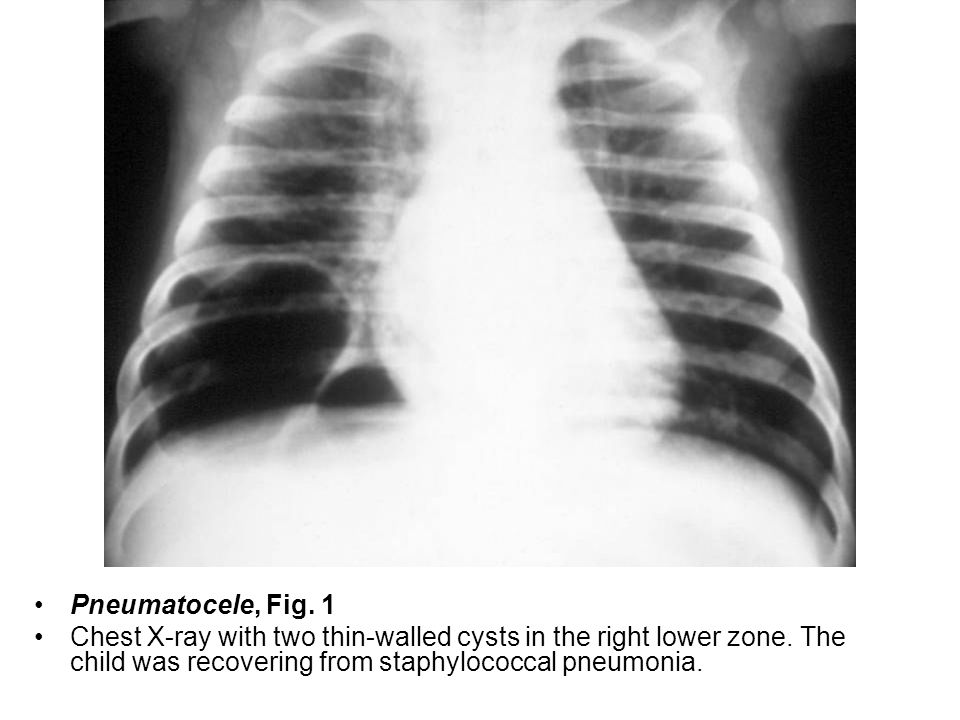 • Pneumatocele, Fig. 1
• Chest X-ray with two thin-walled cysts in the right lower zone. The
child was recovering from staphylococcal pneumonia.